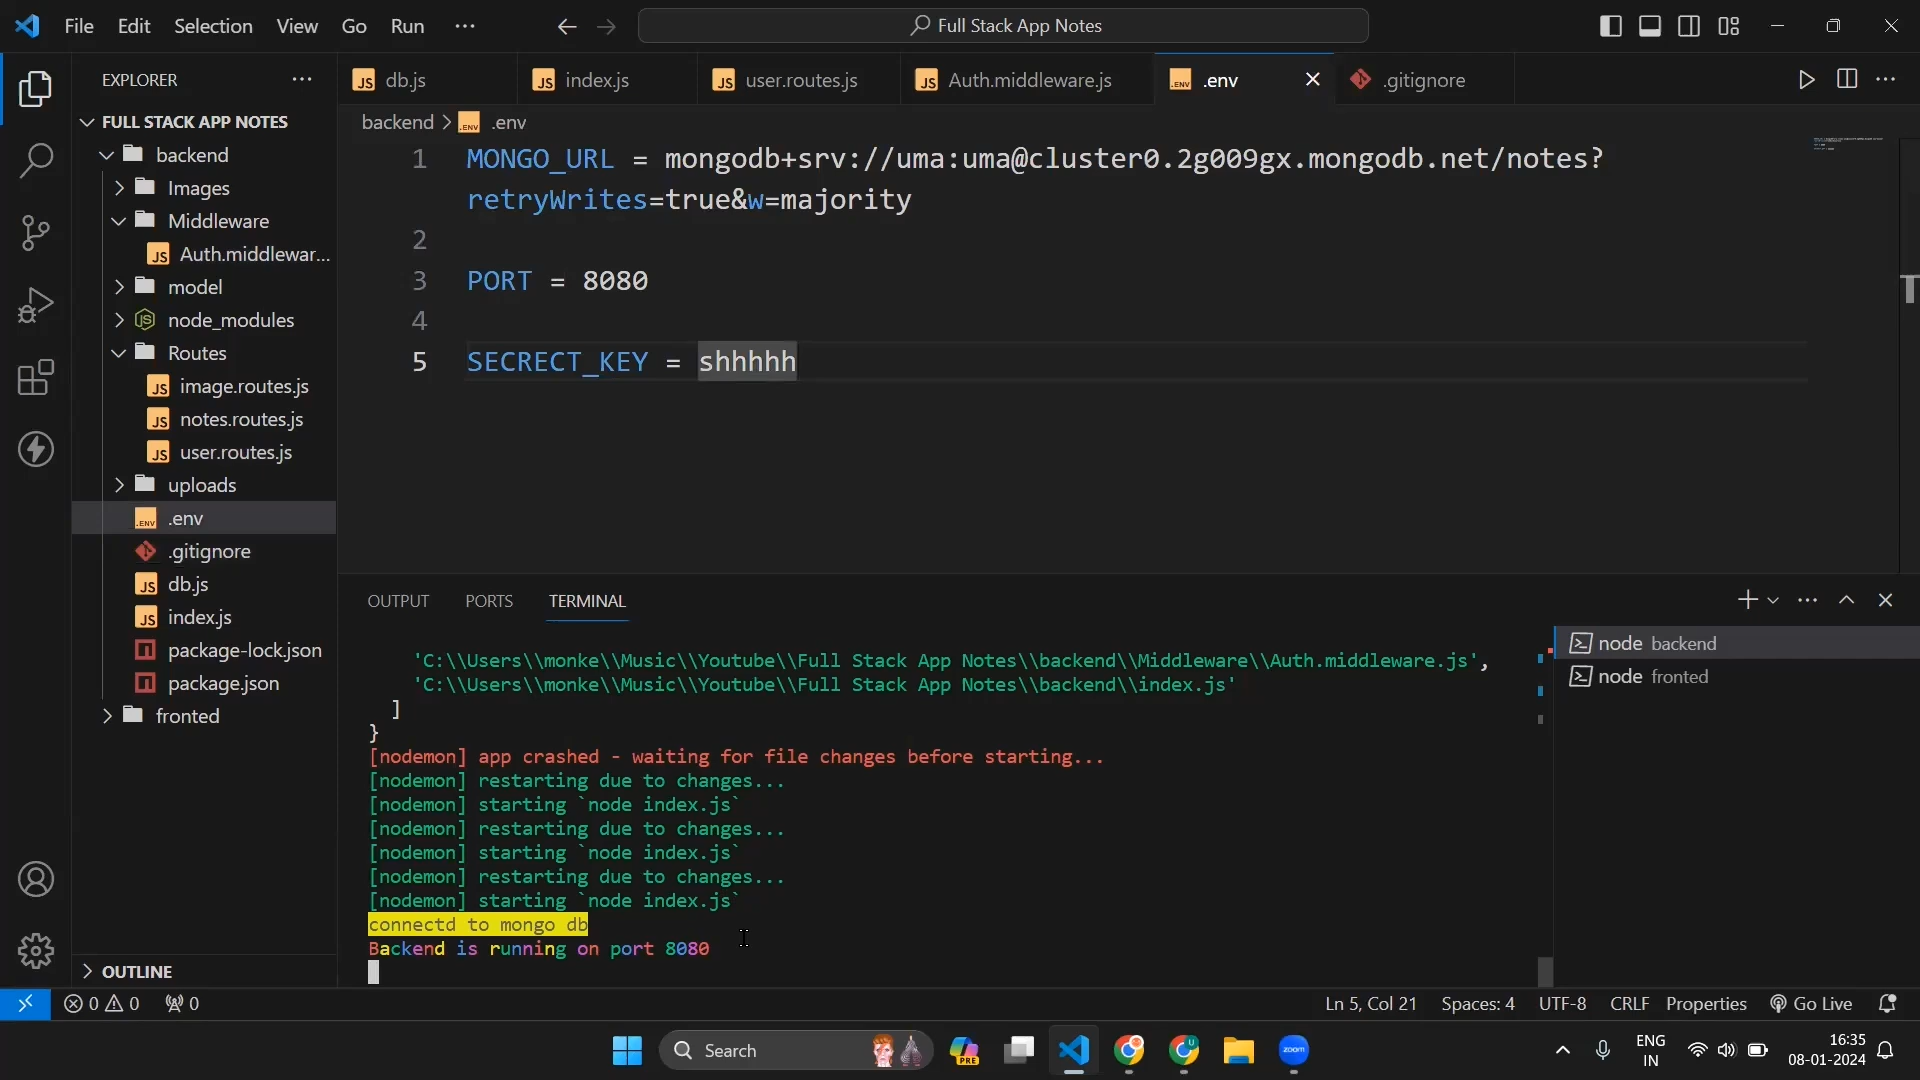 File Edit Selection View Go Run ···
Full Stack App Notes
EXPLORER ···
db.js
index.js
user.routes.js
Auth.middleware.js
.env
.gitignore
FULL STACK APP NOTES
backend
Images
Middleware
Auth.middlewar...
model
node_modules
Routes
image.routes.js
notes.routes.js
user.routes.js
uploads
.env
.gitignore
db.js
index.js
package-lock.json
package.json
fronted
OUTLINE
backend > .env
1 MONGO_URL = mongodb+srv://uma:uma@cluster0.2g009gx.mongodb.net/notes?
retryWrites=true&w=majority
2
3 PORT = 8080
4
5 SECRECT_KEY = shhhhh
OUTPUT PORTS TERMINAL
'C:\\Users\\monke\\Music\\Youtube\\Full Stack App Notes\\backend\\Middleware\\Auth.middleware.js',
'C:\\Users\\monke\\Music\\Youtube\\Full Stack App Notes\\backend\\index.js'
]
}
[nodemon] app crashed - waiting for file changes before starting...
[nodemon] restarting due to changes...
[nodemon] starting `node index.js`
[nodemon] restarting due to changes...
[nodemon] starting `node index.js`
[nodemon] restarting due to changes...
[nodemon] starting `node index.js`
connectd to mongo db
Backend is running on port 8080
node backend
node fronted
0 0 0
Ln 5, Col 21 Spaces: 4 UTF-8 CRLF Properties Go Live
Search
PRE
zoom
ENG
IN
16:35
08-01-2024